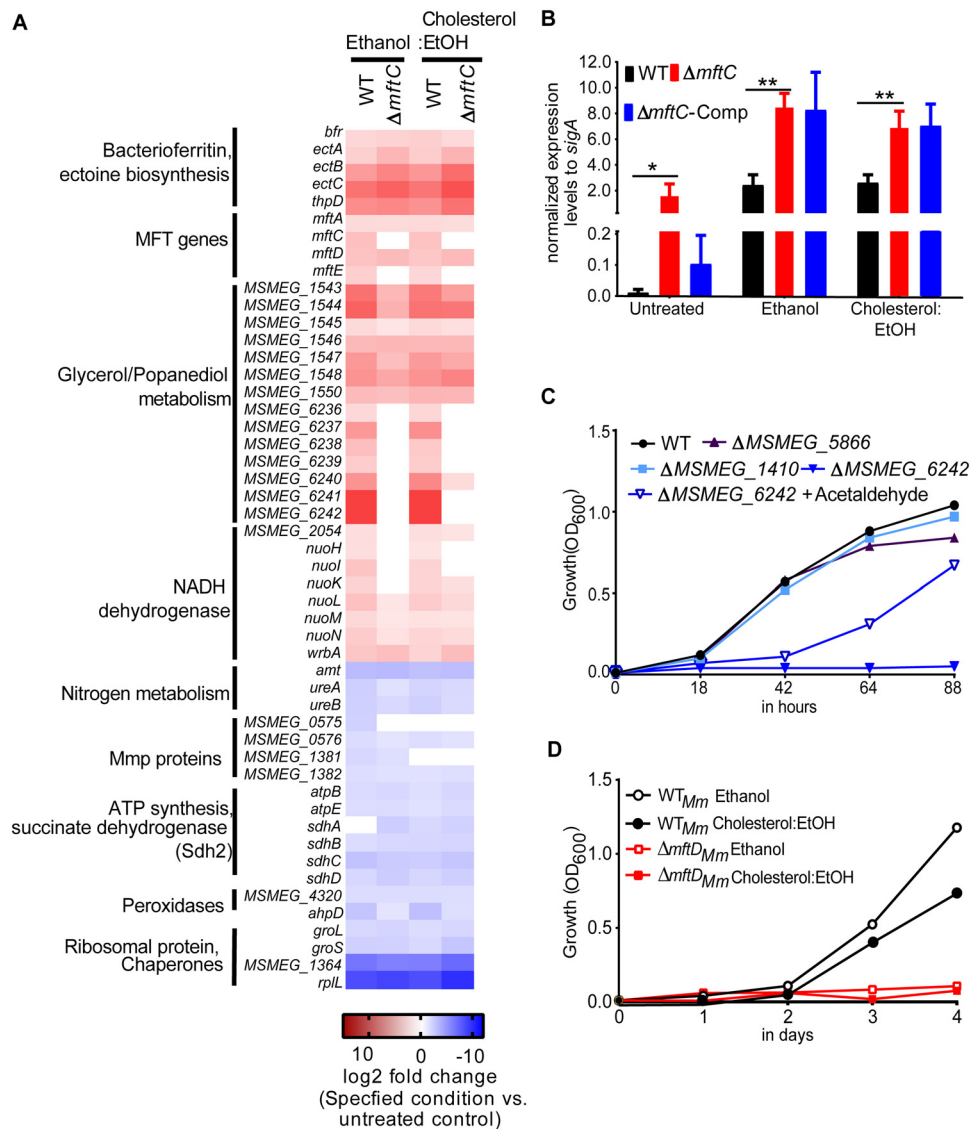 A
Cholesterol
Ethanol :EtOH
WT
ΔmftC
WT
ΔmftC
Bacterioferritin,
ectoine biosynthesis
bfr
ectA
ectB
ectC
thpD
MFT genes
mftA
mftC
mftD
mftE
Glycerol/Popanediol
metabolism
MSMEG_1543
MSMEG_1544
MSMEG_1545
MSMEG_1546
MSMEG_1547
MSMEG_1548
MSMEG_1550
MSMEG_6236
MSMEG_6237
MSMEG_6238
MSMEG_6239
MSMEG_6240
MSMEG_6241
MSMEG_6242
NADH
dehydrogenase
MSMEG_2054
nuoH
nuoI
nuoK
nuoL
nuoM
nuoN
wrbA
Nitrogen metabolism
amt
ureA
ureB
Mmp proteins
MSMEG_0575
MSMEG_0576
MSMEG_1381
MSMEG_1382
ATP synthesis,
succinate dehydrogenase
(Sdh2)
atpB
atpE
sdhA
sdhB
sdhC
sdhD
Peroxidases
MSMEG_4320
ahpD
Ribosomal protein,
Chaperones
groL
groS
MSMEG_1364
rplL
10 0 -10
log2 fold change
(Specfied condition vs.
untreated control)
B
WT ΔmftC
ΔmftC-Comp
normalized expression
levels to sigA
12.0
10.0
8.0
6.0
4.0
2.0
0.2
0.1
0.0
*
**
**
Untreated
Ethanol
Cholesterol:
EtOH
C
WT ΔMSMEG_5866
ΔMSMEG_1410 ΔMSMEG_6242
ΔMSMEG_6242 +Acetaldehyde
Growth(OD600)
1.5
1.0
0.5
0.0
0 18 42 64 88
in hours
D
WTMm Ethanol
WTMm Cholesterol:EtOH
ΔmftDMm Ethanol
ΔmftDMm Cholesterol:EtOH
Growth (OD600)
1.5
1.0
0.5
0.0
0 1 2 3 4
in days